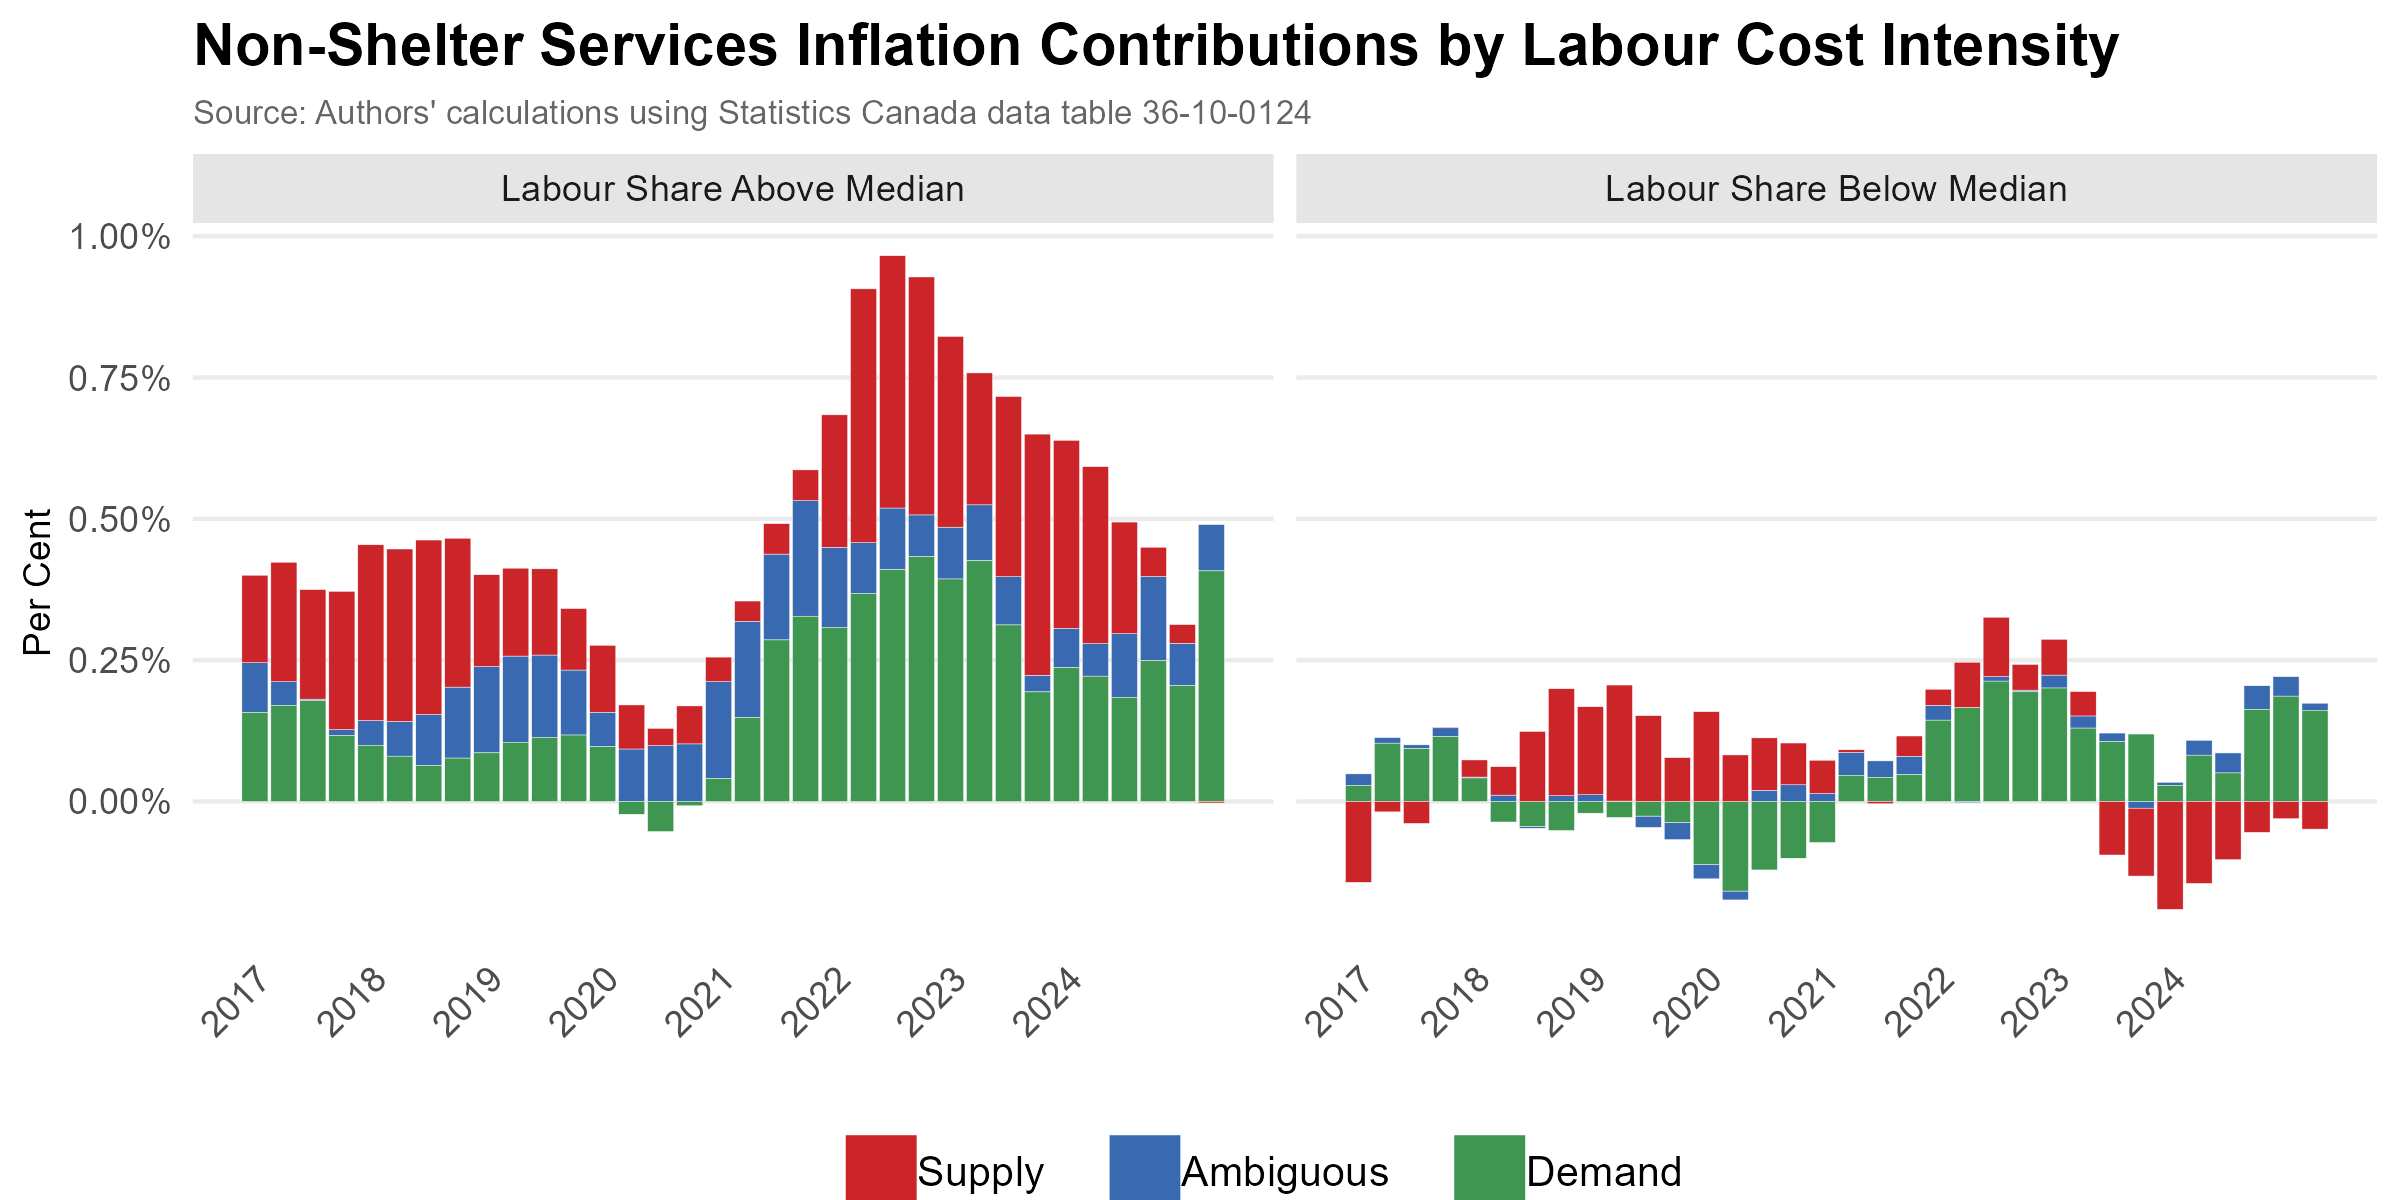 Non-Shelter Services Inflation Contributions by Labour Cost Intensity
Source: Authors' calculations using Statistics Canada data table 36-10-0124
Labour Share Above Median
Labour Share Below Median
Per Cent
1.00%
0.75%
0.50%
0.25%
0.00%
2017 2018 2019 2020 2021 2022 2023 2024
2017 2018 2019 2020 2021 2022 2023 2024
Supply Ambiguous Demand